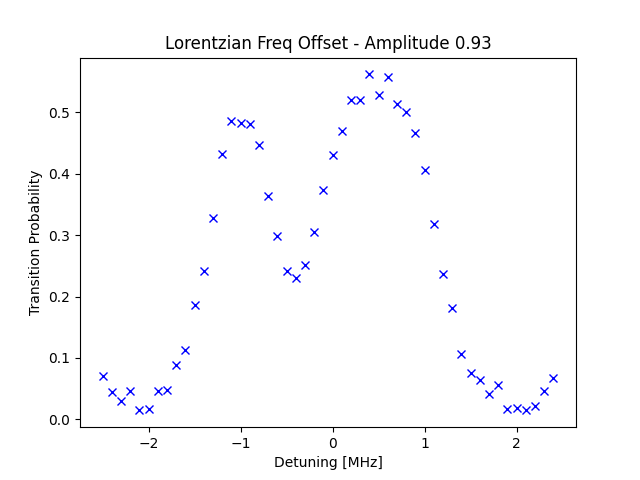 Lorentzian Freq Offset - Amplitude 0.93
Transition Probability
0.5
0.4
0.3
0.2
0.1
0.0
−2 −1 0 1 2
Detuning [MHz]